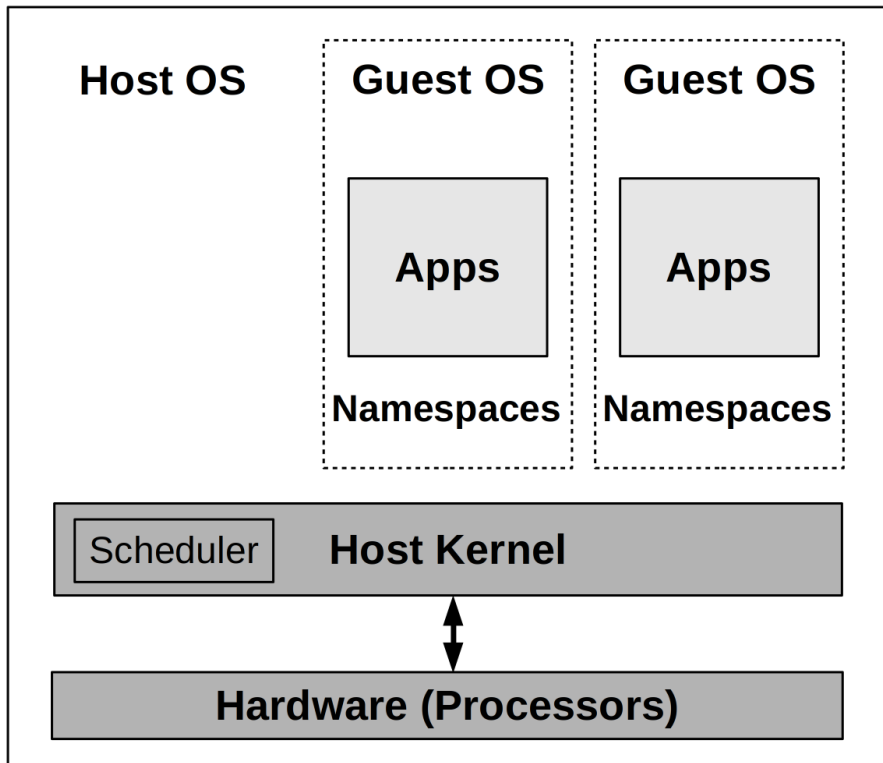 Host OS
Guest OS
Guest OS
Apps
Apps
Namespaces
Namespaces
Scheduler
Host Kernel
Hardware (Processors)